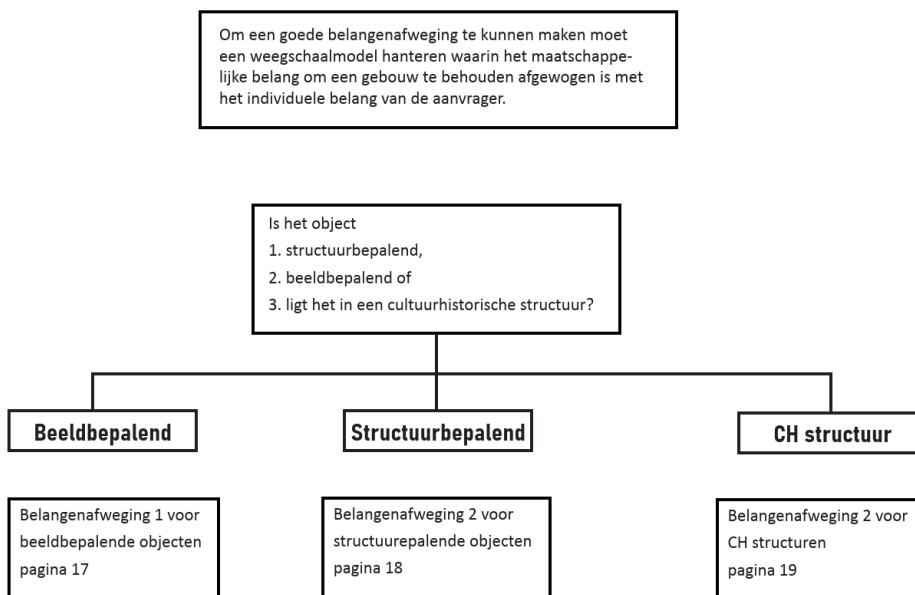 Om een goede belangenafweging te kunnen maken moet
een weegschaalmodel hanteren waarin het maatschappe-
lijke belang om een gebouw te behouden afgewogen is met
het individuele belang van de aanvrager.
Is het object
1. structuurbepalend,
2. beeldbepalend of
3. ligt het in een cultuurhistorische structuur?
Beeldbepalend
Structuurbepalend
CH structuur
Belangenafweging 1 voor
beeldbepalende objecten
pagina 17
Belangenafweging 2 voor
structuurepalende objecten
pagina 18
Belangenafweging 2 voor
CH structuren
pagina 19